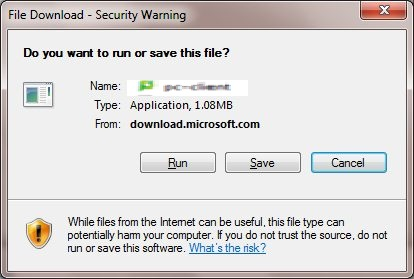 File Download - Security Warning
Do you want to run or save this file?
Name:
Type: Application, 1.08MB
From: download.microsoft.com
Run Save Cancel
While files from the Internet can be useful, this file type can
potentially harm your computer. If you do not trust the source, do not
run or save this software. What's the risk?